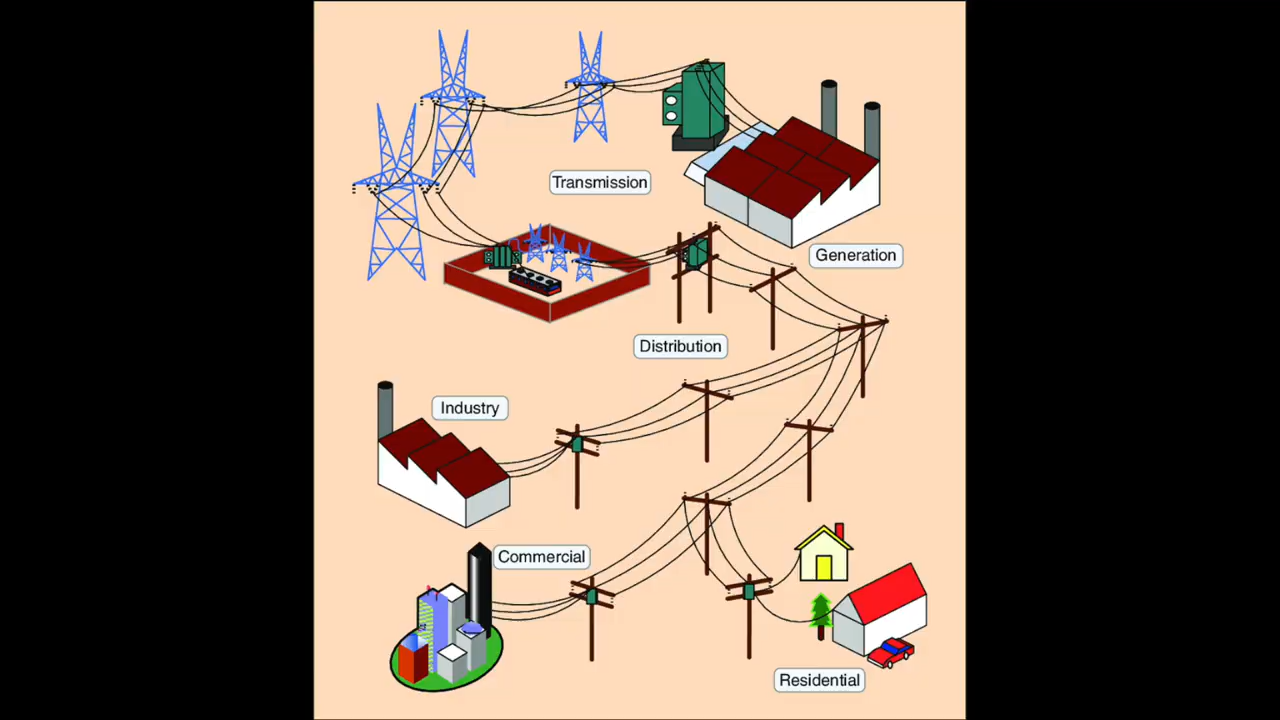 Transmission
Generation
Distribution
Industry
Commercial
Residential